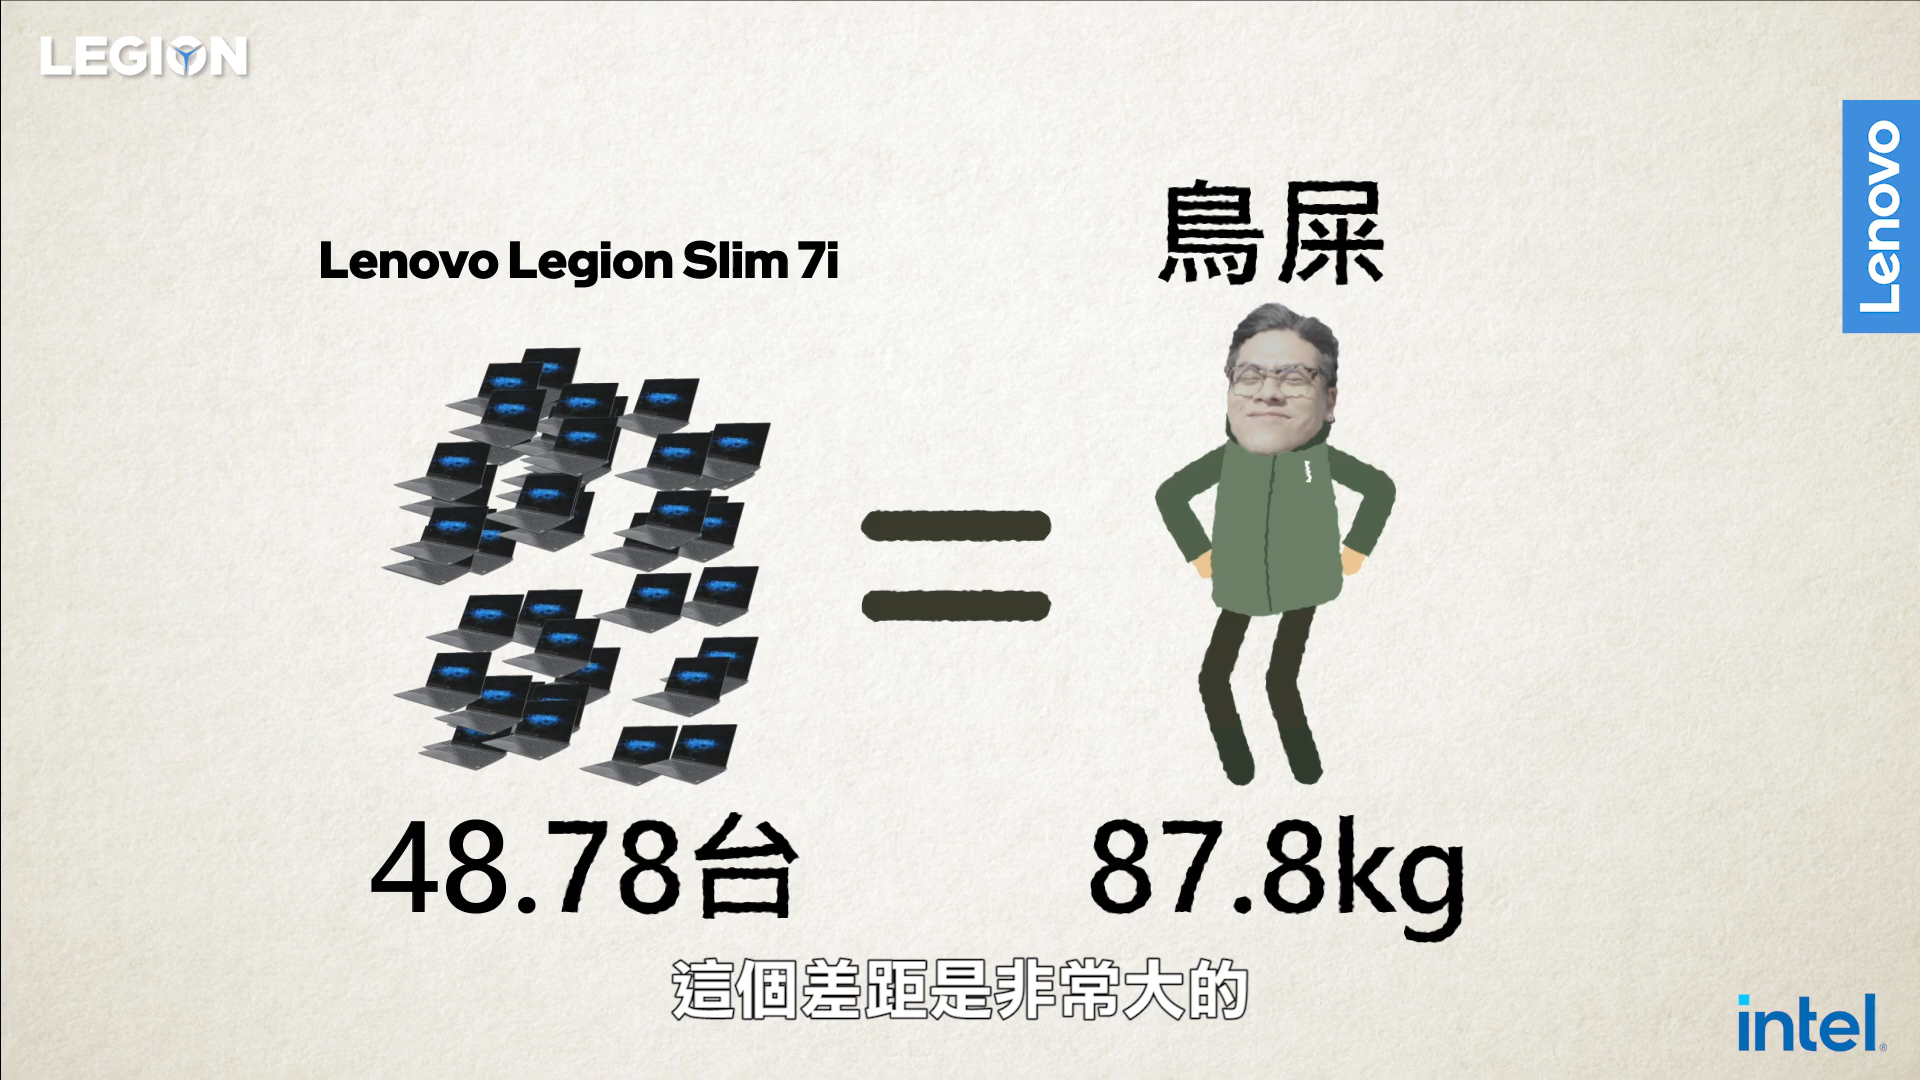 LEGION
Lenovo
鳥屎
Lenovo Legion Slim 7i
48.78台
87.8kg
這個差距是非常大的
intel